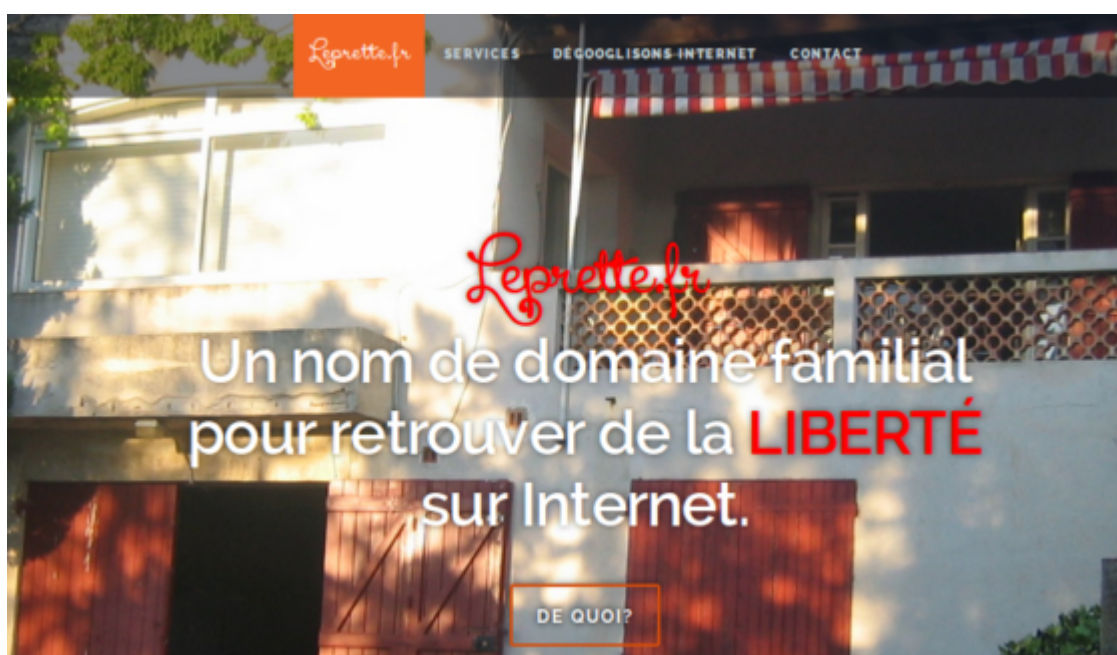 Leprette.fr SERVICES DÉGOOGLISONS INTERNET CONTACT
Leprette.fr
Un nom de domaine familial
pour retrouver de la LIBERTÉ
sur Internet.
DE QUOI?